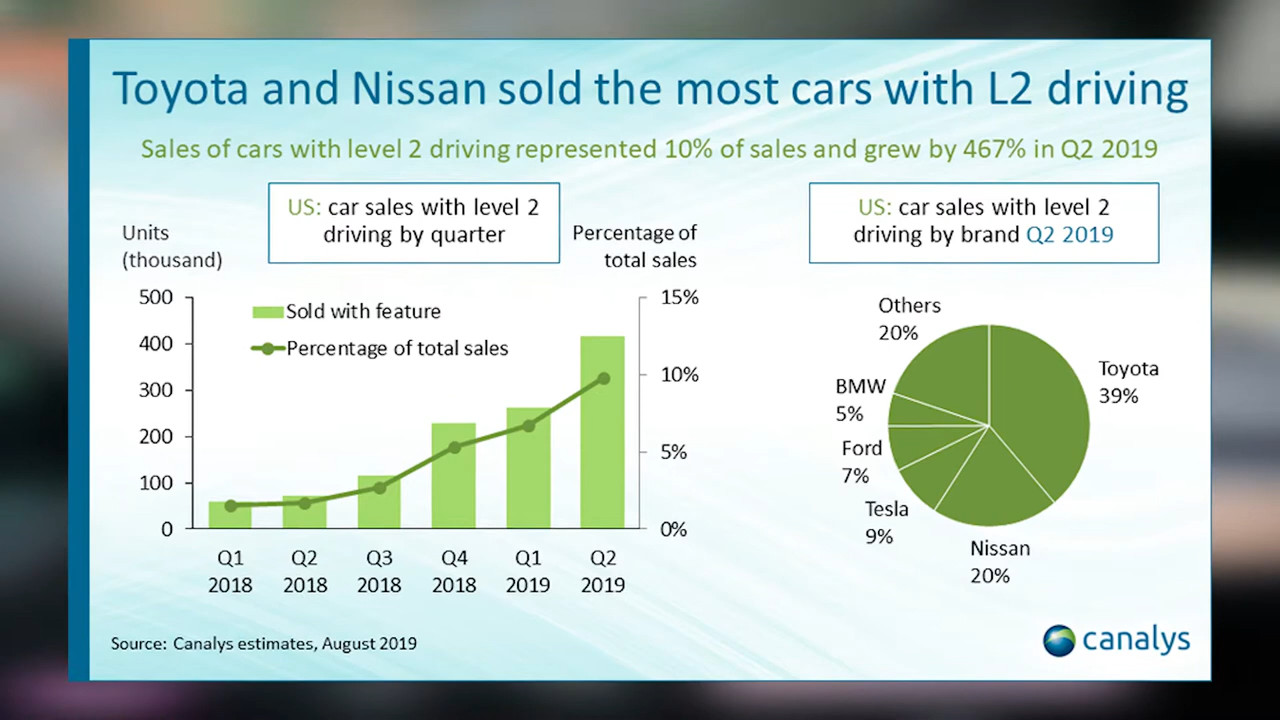 Toyota and Nissan sold the most cars with L2 driving
Sales of cars with level 2 driving represented 10% of sales and grew by 467% in Q2 2019
US: car sales with level 2
driving by quarter
Units
(thousand)
Percentage of
total sales
500
400
300
200
100
0
Sold with feature
Percentage of total sales
15%
10%
5%
0%
Q1
2018
Q2
2018
Q3
2018
Q4
2018
Q1
2019
Q2
2019
US: car sales with level 2
driving by brand Q2 2019
Others
20%
Toyota
39%
BMW
5%
Ford
7%
Tesla
9%
Nissan
20%
Source: Canalys estimates, August 2019
canalys